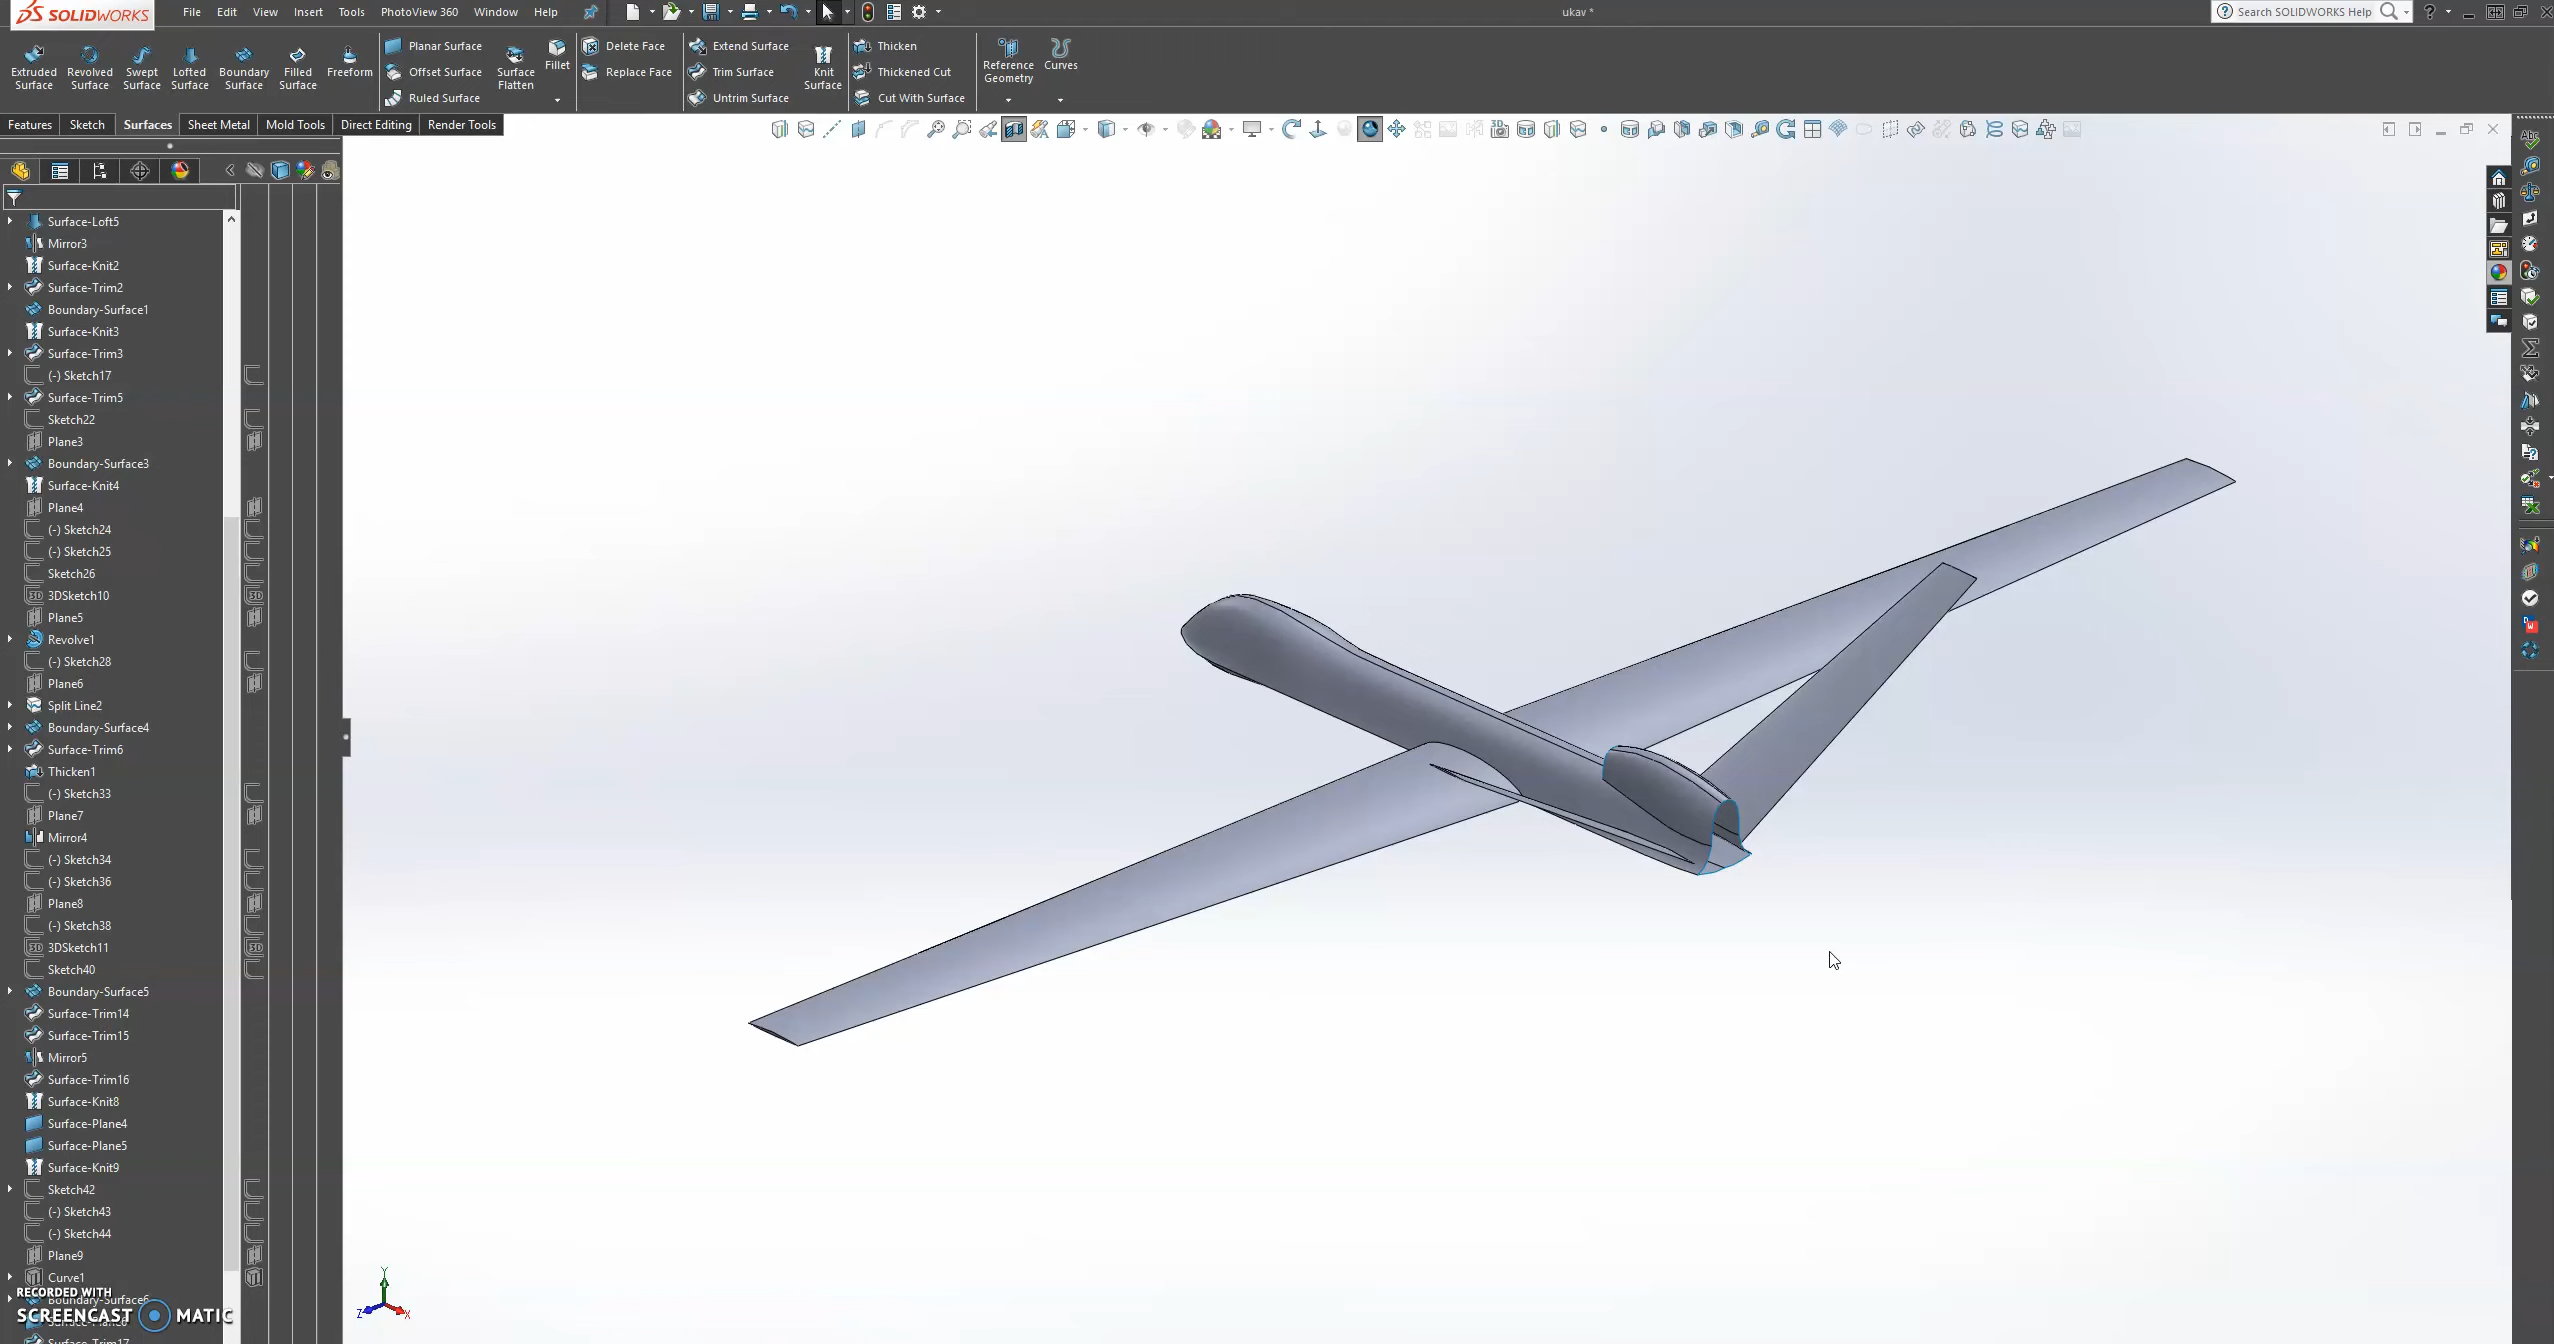 SOLIDWORKS File Edit View Insert Tools PhotoView 360 Window Help ukav * Search SOLIDWORKS Help
Extruded Surface
Revolved Surface
Swept Surface
Lofted Surface
Boundary Surface
Filled Surface
Freeform
Planar Surface
Offset Surface
Ruled Surface
Surface Flatten
Fillet
Delete Face
Replace Face
Extend Surface
Trim Surface
Untrim Surface
Knit Surface
Thicken
Thickened Cut
Cut With Surface
Reference Geometry
Curves
Features Sketch Surfaces Sheet Metal Mold Tools Direct Editing Render Tools
Surface-Loft5
Mirror3
Surface-Knit2
Surface-Trim2
Boundary-Surface1
Surface-Knit3
Surface-Trim3
(-) Sketch17
Surface-Trim5
Sketch22
Plane3
Boundary-Surface3
Surface-Knit4
Plane4
(-) Sketch24
(-) Sketch25
Sketch26
3DSketch10
Plane5
Revolve1
(-) Sketch28
Plane6
Split Line2
Boundary-Surface4
Surface-Trim6
Thicken1
(-) Sketch33
Plane7
Mirror4
(-) Sketch34
(-) Sketch36
Plane8
(-) Sketch38
3DSketch11
Sketch40
Boundary-Surface5
Surface-Trim14
Surface-Trim15
Mirror5
Surface-Trim16
Surface-Knit8
Surface-Plane4
Surface-Plane5
Surface-Knit9
Sketch42
(-) Sketch43
(-) Sketch44
Plane9
Curve1
RECORDED WITH
Boundary-Surface6
SCREENCAST MATIC
Surface-Trim17
Y
Z
X